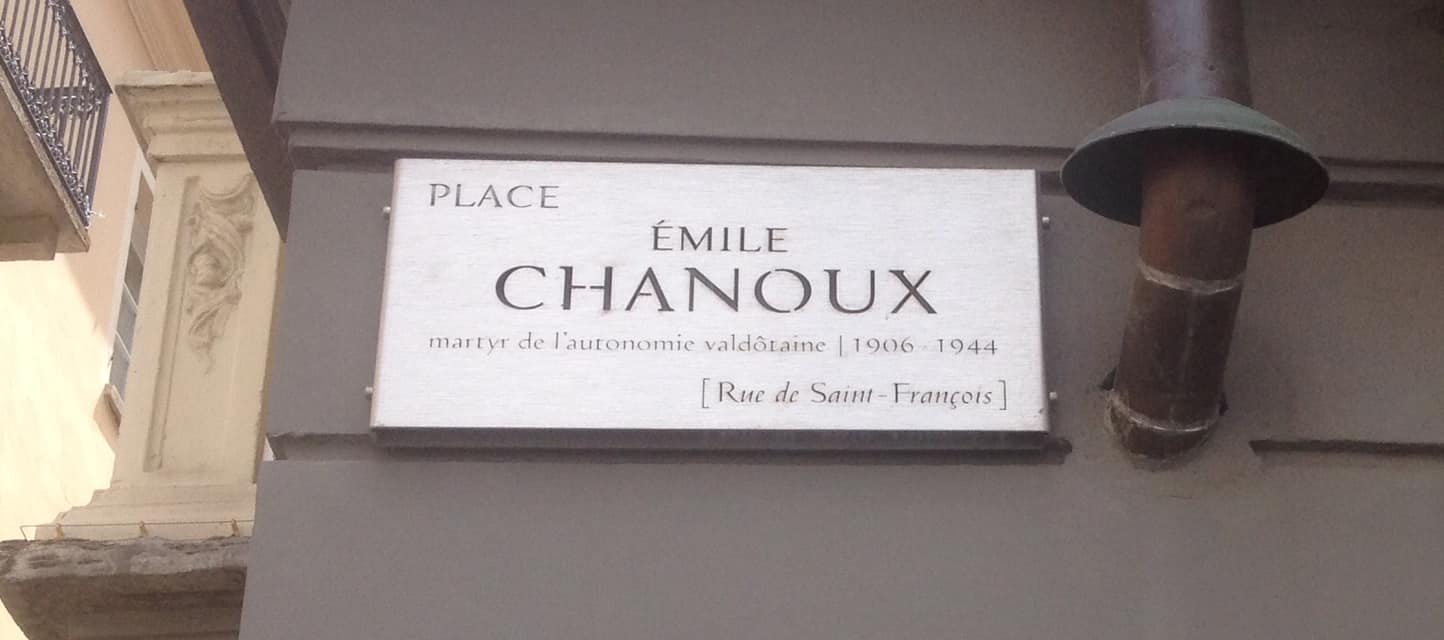 PLACE
ÉMILE
CHANOUX
martyr de l'autonomie valdôtaine | 1906 - 1944
[Rue de Saint-François]